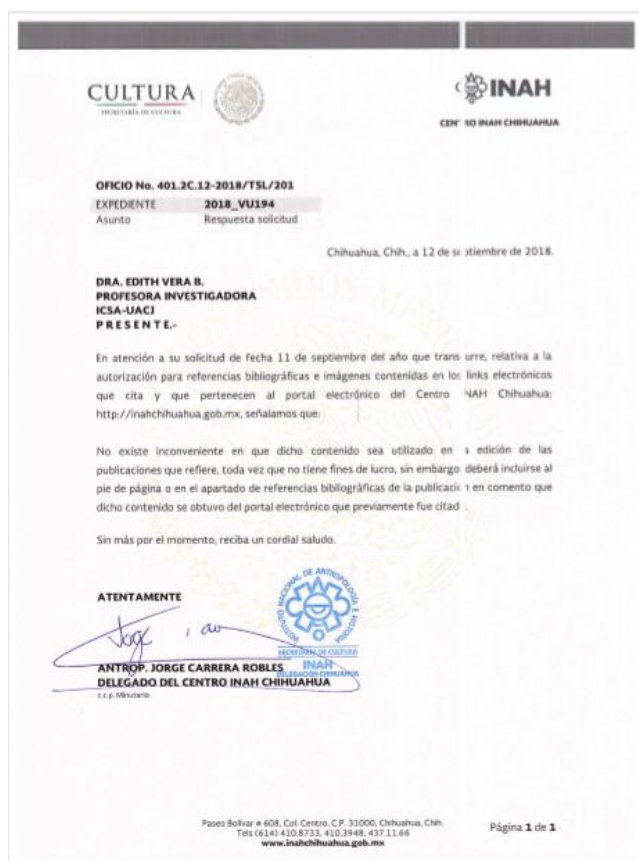 CULTURA
SECRETARÍA DE CULTURA
INAH
CENTRO INAH CHIHUAHUA
OFICIO No. 401.2C.12-2018/TSL/201
EXPEDIENTE 2018_VU194
Asunto Respuesta solicitud
Chihuahua, Chih., a 12 de septiembre de 2018.
DRA. EDITH VERA B.
PROFESORA INVESTIGADORA
ICSA-UACJ
P R E S E N T E.-
En atención a su solicitud de fecha 11 de septiembre del año que transcurre, relativa a la
autorización para referencias bibliográficas e imágenes contenidas en los links electrónicos
que cita y que pertenecen al portal electrónico del Centro INAH Chihuahua:
http://inahchihuahua.gob.mx, señalamos que:
No existe inconveniente en que dicho contenido sea utilizado en la edición de las
publicaciones que refiere, toda vez que no tiene fines de lucro, sin embargo deberá incluirse al
pie de página o en el apartado de referencias bibliográficas de la publicación en comento que
dicho contenido se obtuvo del portal electrónico que previamente fue citado.
Sin más por el momento, reciba un cordial saludo.
ATENTAMENTE
INSTITUTO NACIONAL DE ANTROPOLOGÍA E HISTORIA
SECRETARÍA DE CULTURA
INAH
DELEGACIÓN CHIHUAHUA
ANTROP. JORGE CARRERA ROBLES
DELEGADO DEL CENTRO INAH CHIHUAHUA
c.c.p. Minutario
Paseo Bolívar # 608, Col. Centro, C.P. 31000, Chihuahua, Chih.
Tels (614) 410.8733, 410.3948, 437.11.66
www.inahchihuahua.gob.mx
Página 1 de 1